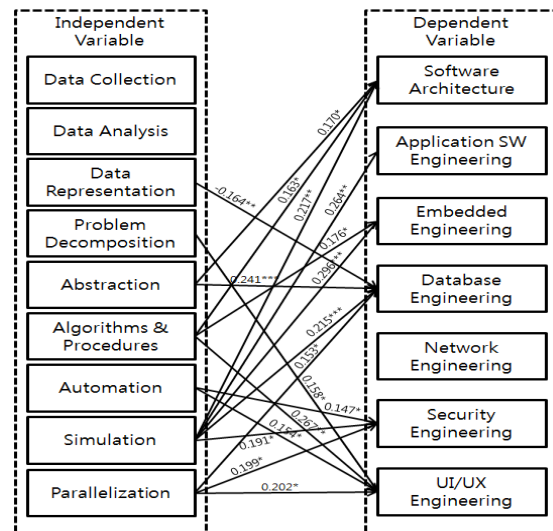 Independent
Variable
Data Collection
Data Analysis
Data
Representation
Problem
Decomposition
Abstraction
Algorithms &
Procedures
Automation
Simulation
Parallelization
0.170*
0.163*
0.217**
0.264**
-0.164**
0.176*
0.296**
0.241***
0.215***
0.153*
0.158*
0.147*
0.267**
0.154*
0.191*
0.199*
0.202*
Dependent
Variable
Software
Architecture
Application SW
Engineering
Embedded
Engineering
Database
Engineering
Network
Engineering
Security
Engineering
UI/UX
Engineering